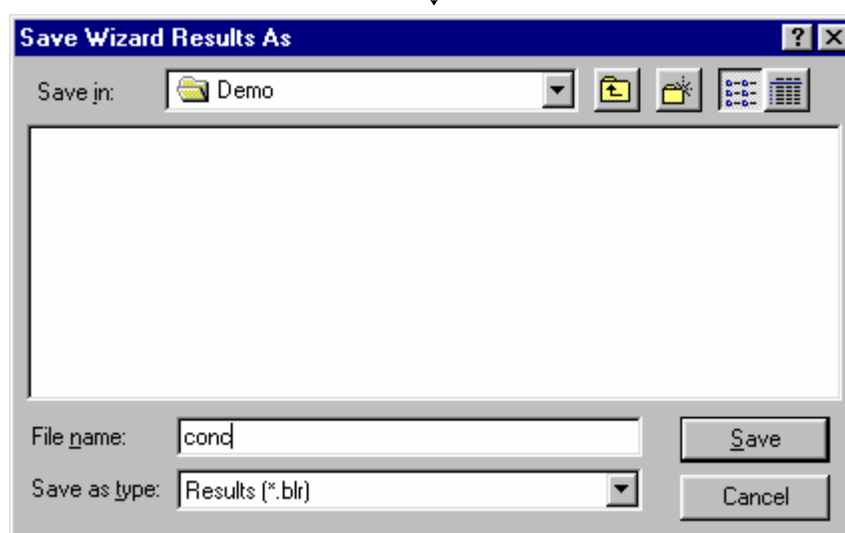 Save Wizard Results As
Save in: Demo
File name: conc
Save
Save as type: Results (*.blr)
Cancel